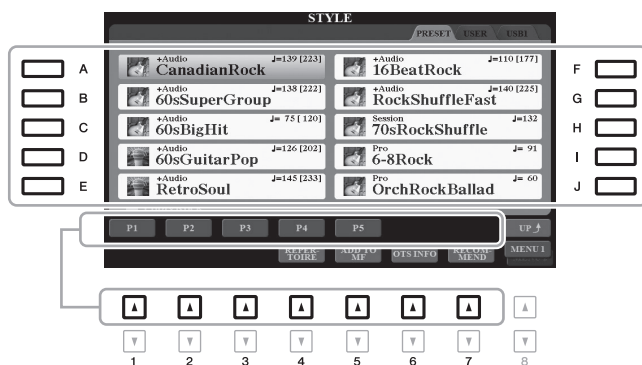 STYLE
PRESET USER USB1
A +Audio ♩=139 [223] CanadianRock
+Audio ♩=110 [177] 16BeatRock F
B +Audio ♩=138 [222] 60sSuperGroup
+Audio ♩=140 [225] RockShuffleFast G
C +Audio ♩= 75 [ 120] 60sBigHit
Session ♩=132 70sRockShuffle H
D +Audio ♩=126 [202] 60sGuitarPop
Pro ♩= 91 6-8Rock I
E +Audio ♩=145 [233] RetroSoul
Pro ♩= 60 OrchRockBallad J
P1 P2 P3 P4 P5 UP
REPER-
TOIRE
ADD TO
MF
OTS INFO
RECOM
MEND
MENU 1
1 2 3 4 5 6 7 8